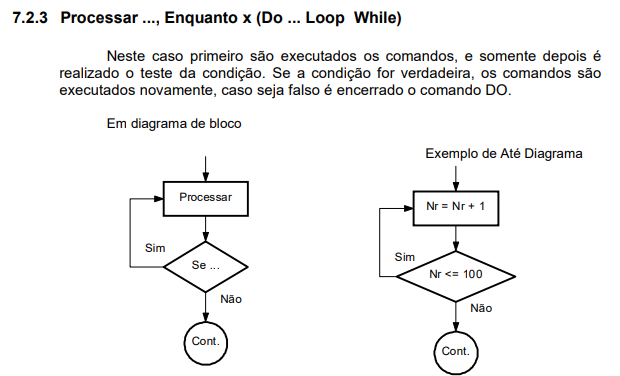 7.2.3 Processar ..., Enquanto x (Do ... Loop While)
Neste caso primeiro são executados os comandos, e somente depois é
realizado o teste da condição. Se a condição for verdadeira, os comandos são
executados novamente, caso seja falso é encerrado o comando DO.
Em diagrama de bloco
Exemplo de Até Diagrama
Processar
Sim
Se ...
Não
Cont.
Nr = Nr + 1
Sim
Nr <= 100
Não
Cont.